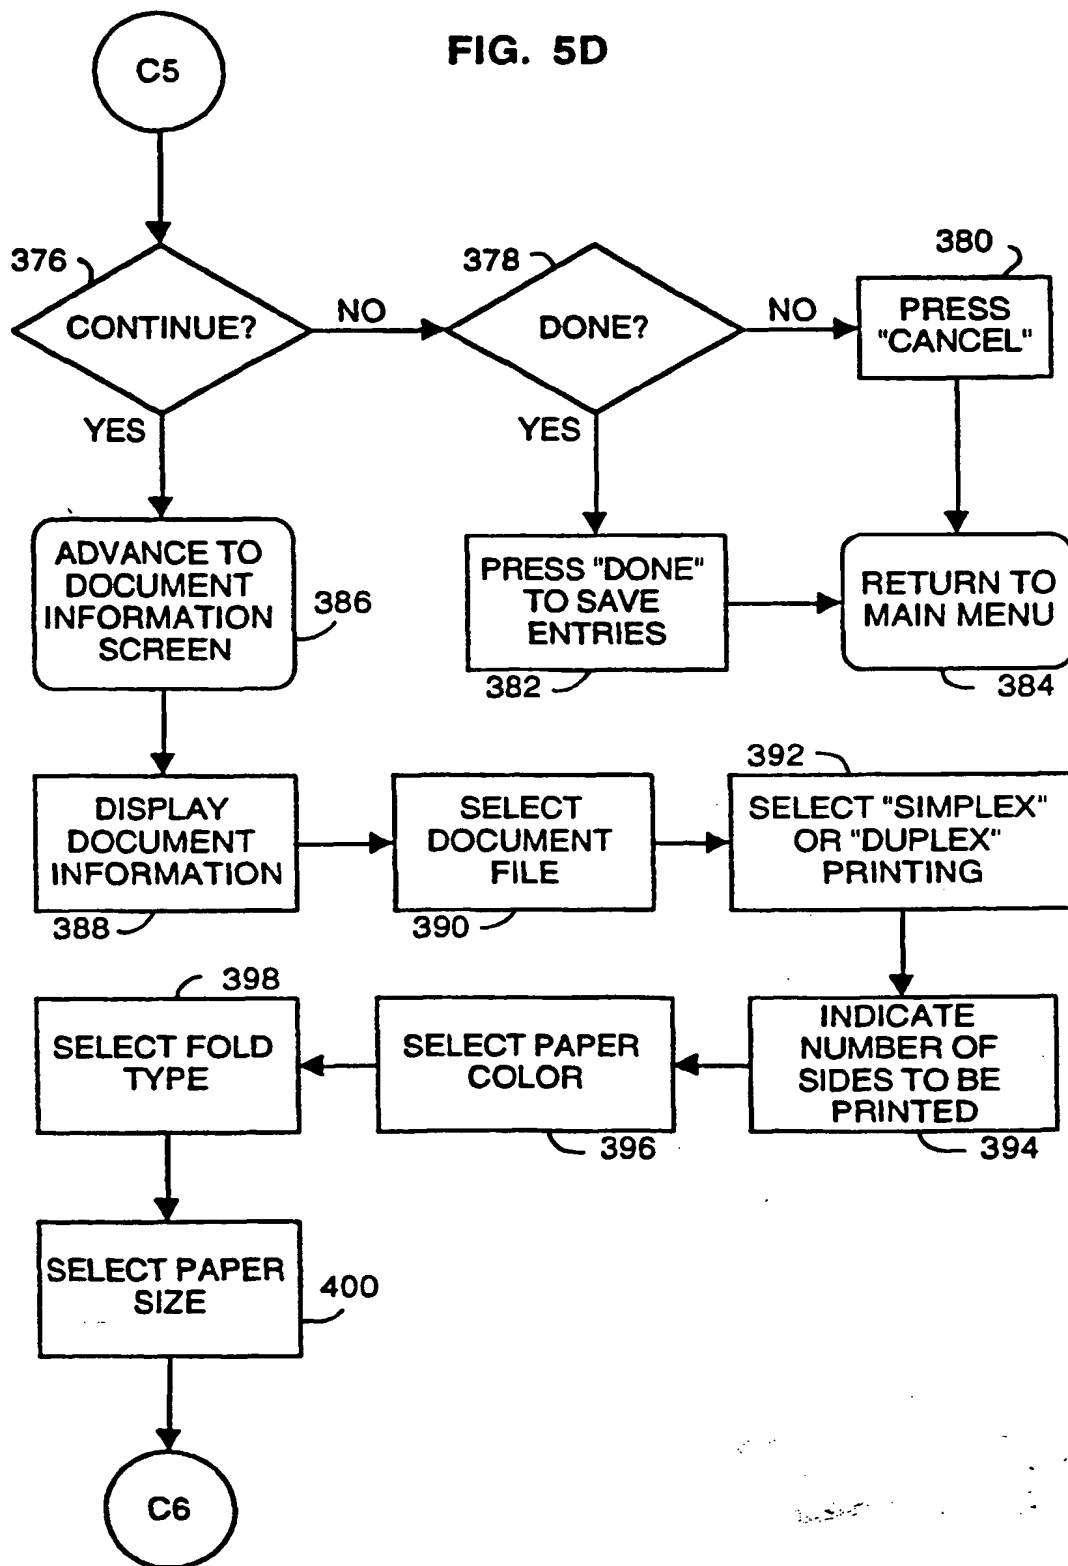 FIG. 5D
C5
376
CONTINUE?
NO
378
DONE?
NO
380
PRESS
"CANCEL"
YES
YES
ADVANCE TO
DOCUMENT
INFORMATION
SCREEN
386
PRESS "DONE"
TO SAVE
ENTRIES
382
RETURN TO
MAIN MENU
384
DISPLAY
DOCUMENT
INFORMATION
388
SELECT
DOCUMENT
FILE
390
392
SELECT "SIMPLEX"
OR "DUPLEX"
PRINTING
INDICATE
NUMBER OF
SIDES TO BE
PRINTED
394
SELECT PAPER
COLOR
396
398
SELECT FOLD
TYPE
SELECT PAPER
SIZE
400
C6